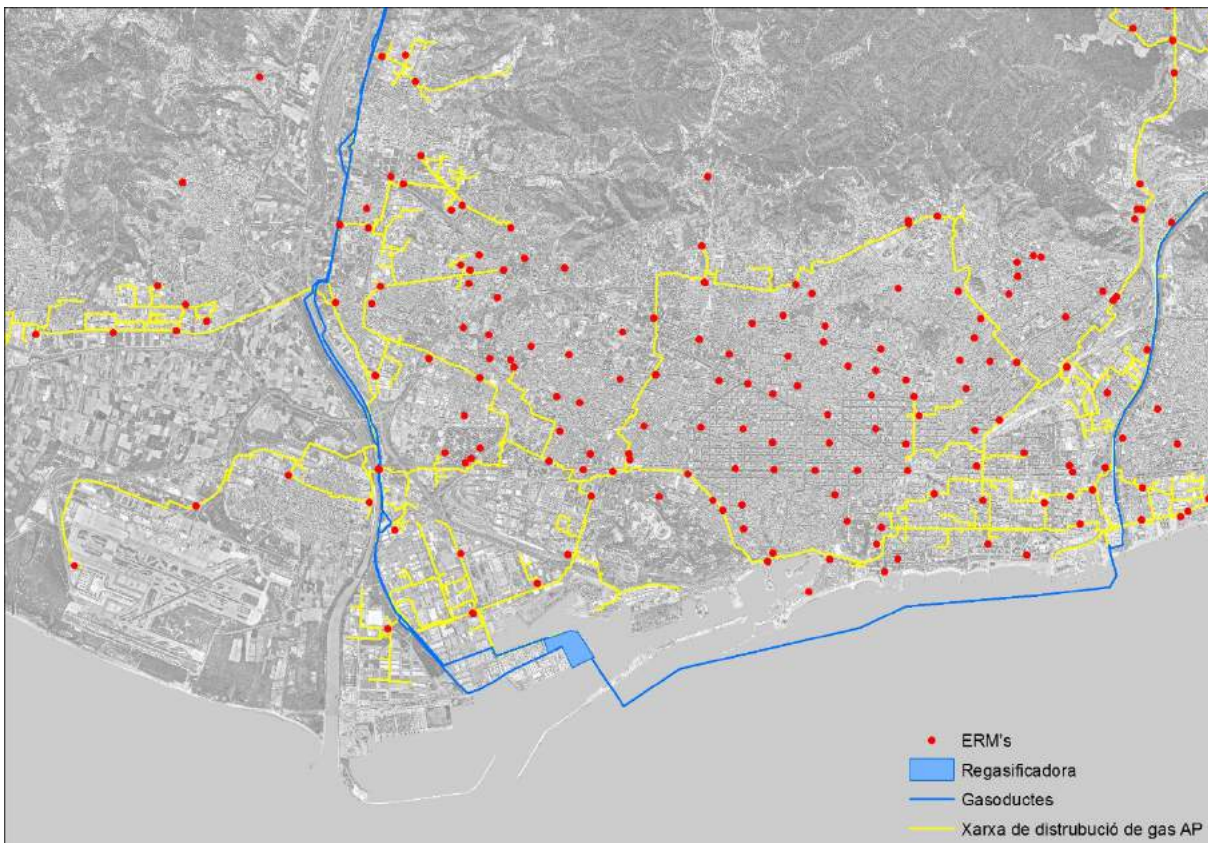 ERM's
Regasificadora
Gasoductes
Xarxa de distrubució de gas AP